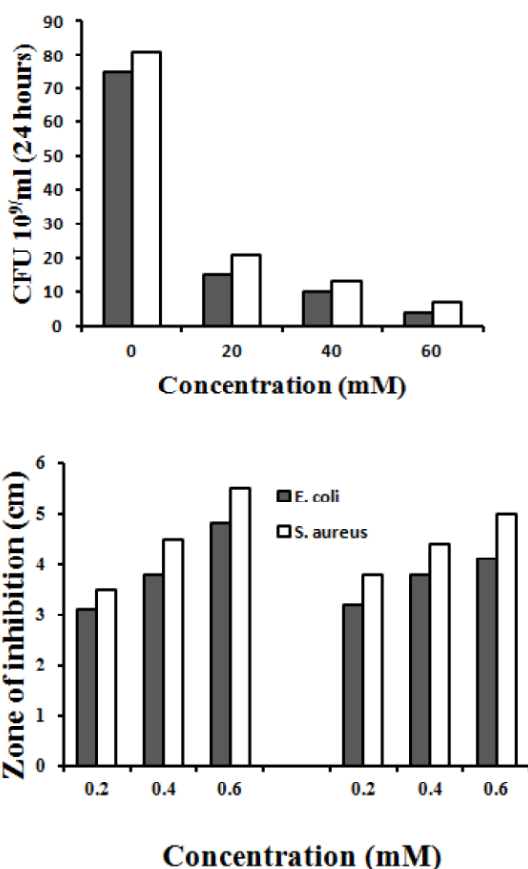 CFU 10⁹/ml (24 hours)
90
80
70
60
50
40
30
20
10
0
0 20 40 60
Concentration (mM)
Zone of inhibition (cm)
6
5
4
3
2
1
0
E. coli
S. aureus
0.2 0.4 0.6 0.2 0.4 0.6
Concentration (mM)